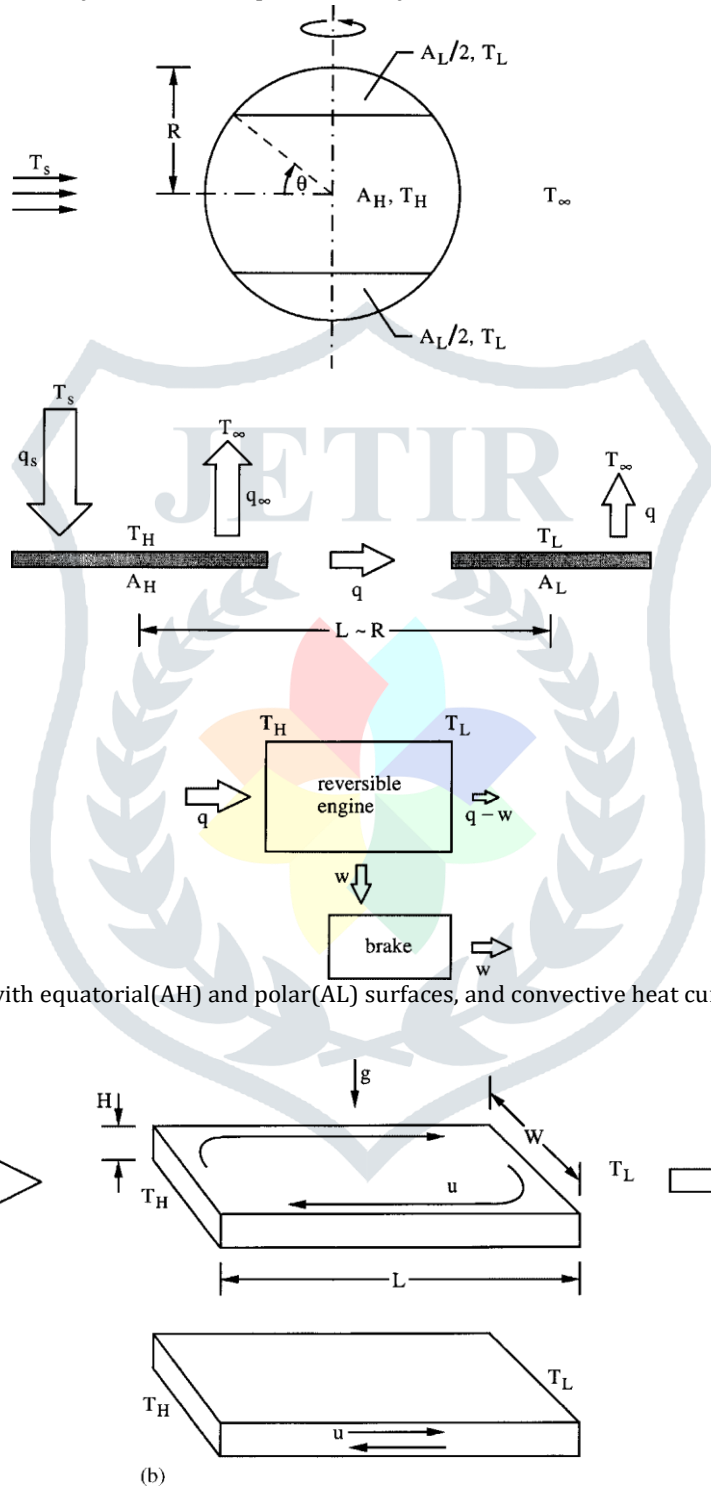 A_L/2, T_L
R
T_s
θ
A_H, T_H
T_∞
A_L/2, T_L
JETIR
T_s
q_s
T_∞
q_∞
T_∞
q
T_H
T_L
A_H
q
A_L
L ~ R
T_H
T_L
reversible
engine
q
q – w
w
brake
w
with equatorial(AH) and polar(AL) surfaces, and convective heat
g
H
W
T_H
u
T_L
L
T_H
T_L
u
(b)